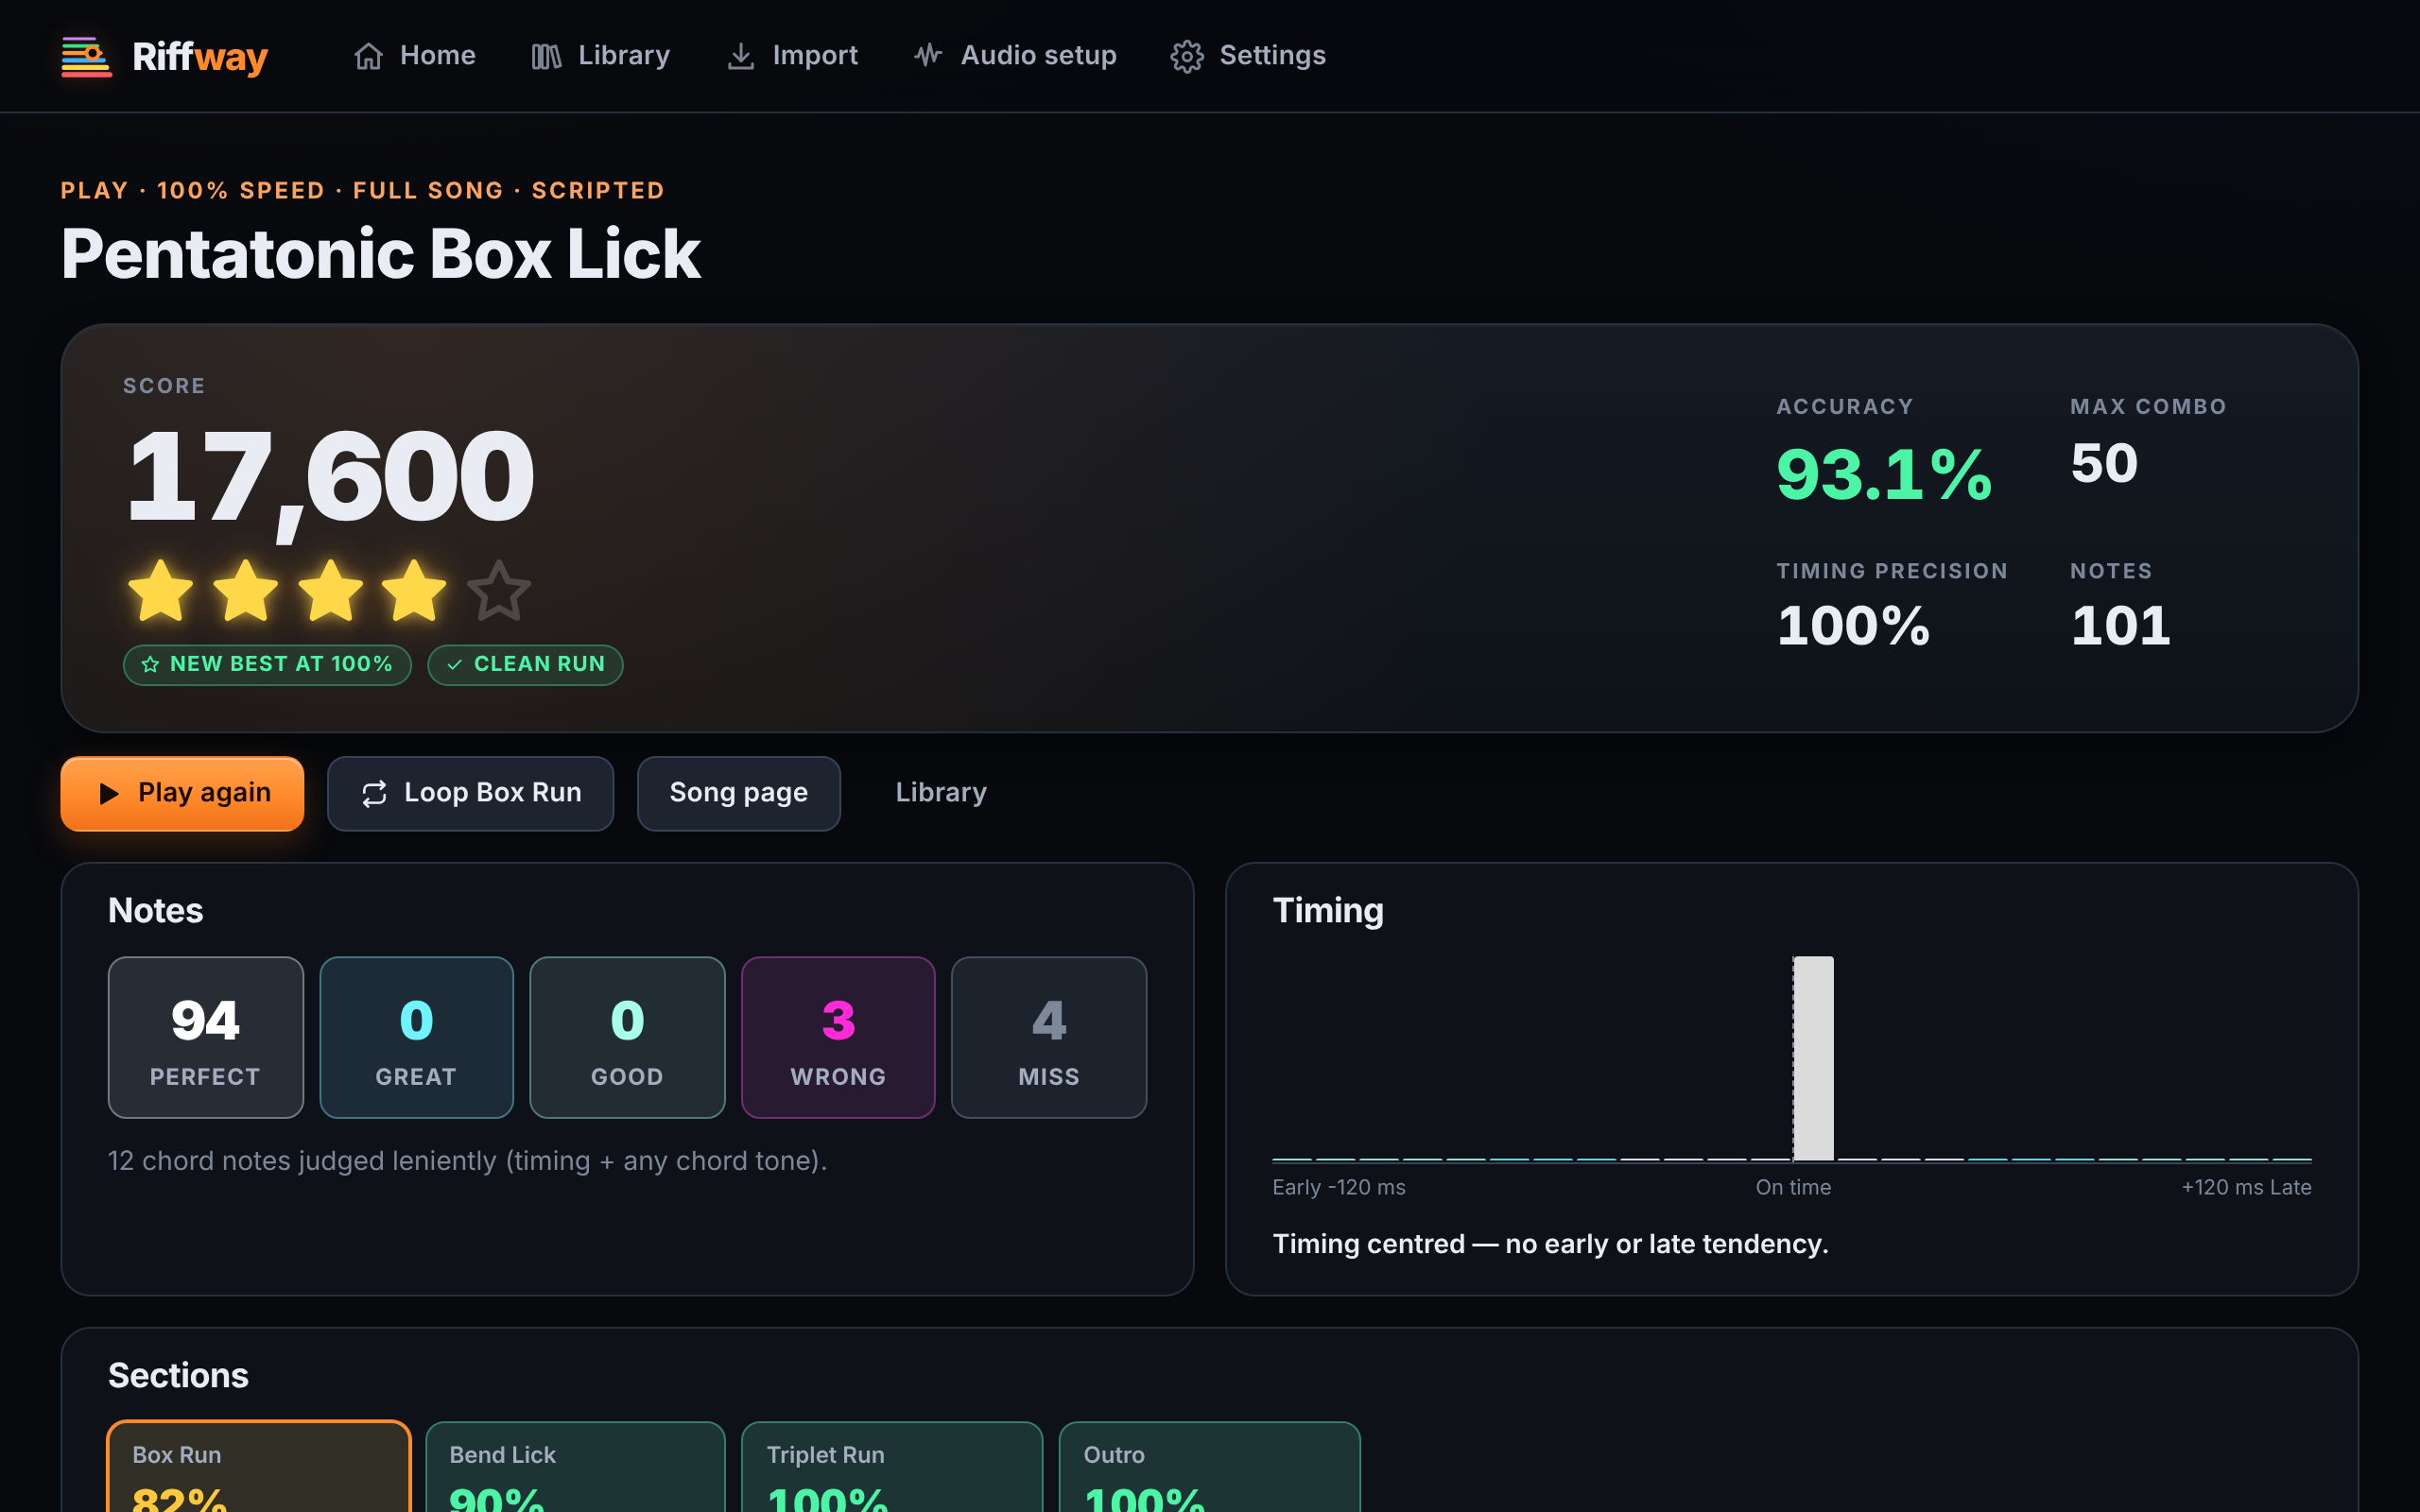 Riffway
Home
Library
Import
Audio setup
Settings
PLAY · 100% SPEED · FULL SONG · SCRIPTED
Pentatonic Box Lick
SCORE
17,600
NEW BEST AT 100%
CLEAN RUN
ACCURACY
93.1%
MAX COMBO
50
TIMING PRECISION
100%
NOTES
101
Play again
Loop Box Run
Song page
Library
Notes
94
PERFECT
0
GREAT
0
GOOD
3
WRONG
4
MISS
12 chord notes judged leniently (timing + any chord tone).
Timing
Early -120 ms
On time
+120 ms Late
Timing centred — no early or late tendency.
Sections
Box Run
82%
Bend Lick
90%
Triplet Run
100%
Outro
100%